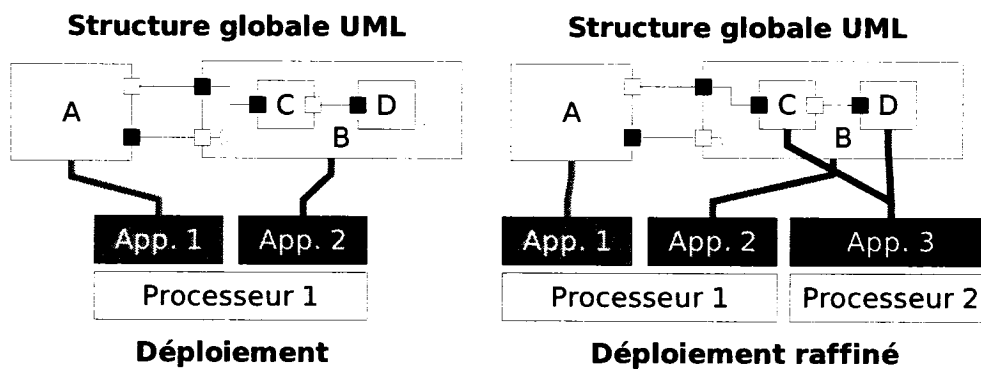 Structure globale UML
A
C
D
B
App. 1
App. 2
Processeur 1
Déploiement
Structure globale UML
A
C
D
B
App. 1
App. 2
App. 3
Processeur 1
Processeur 2
Déploiement raffiné